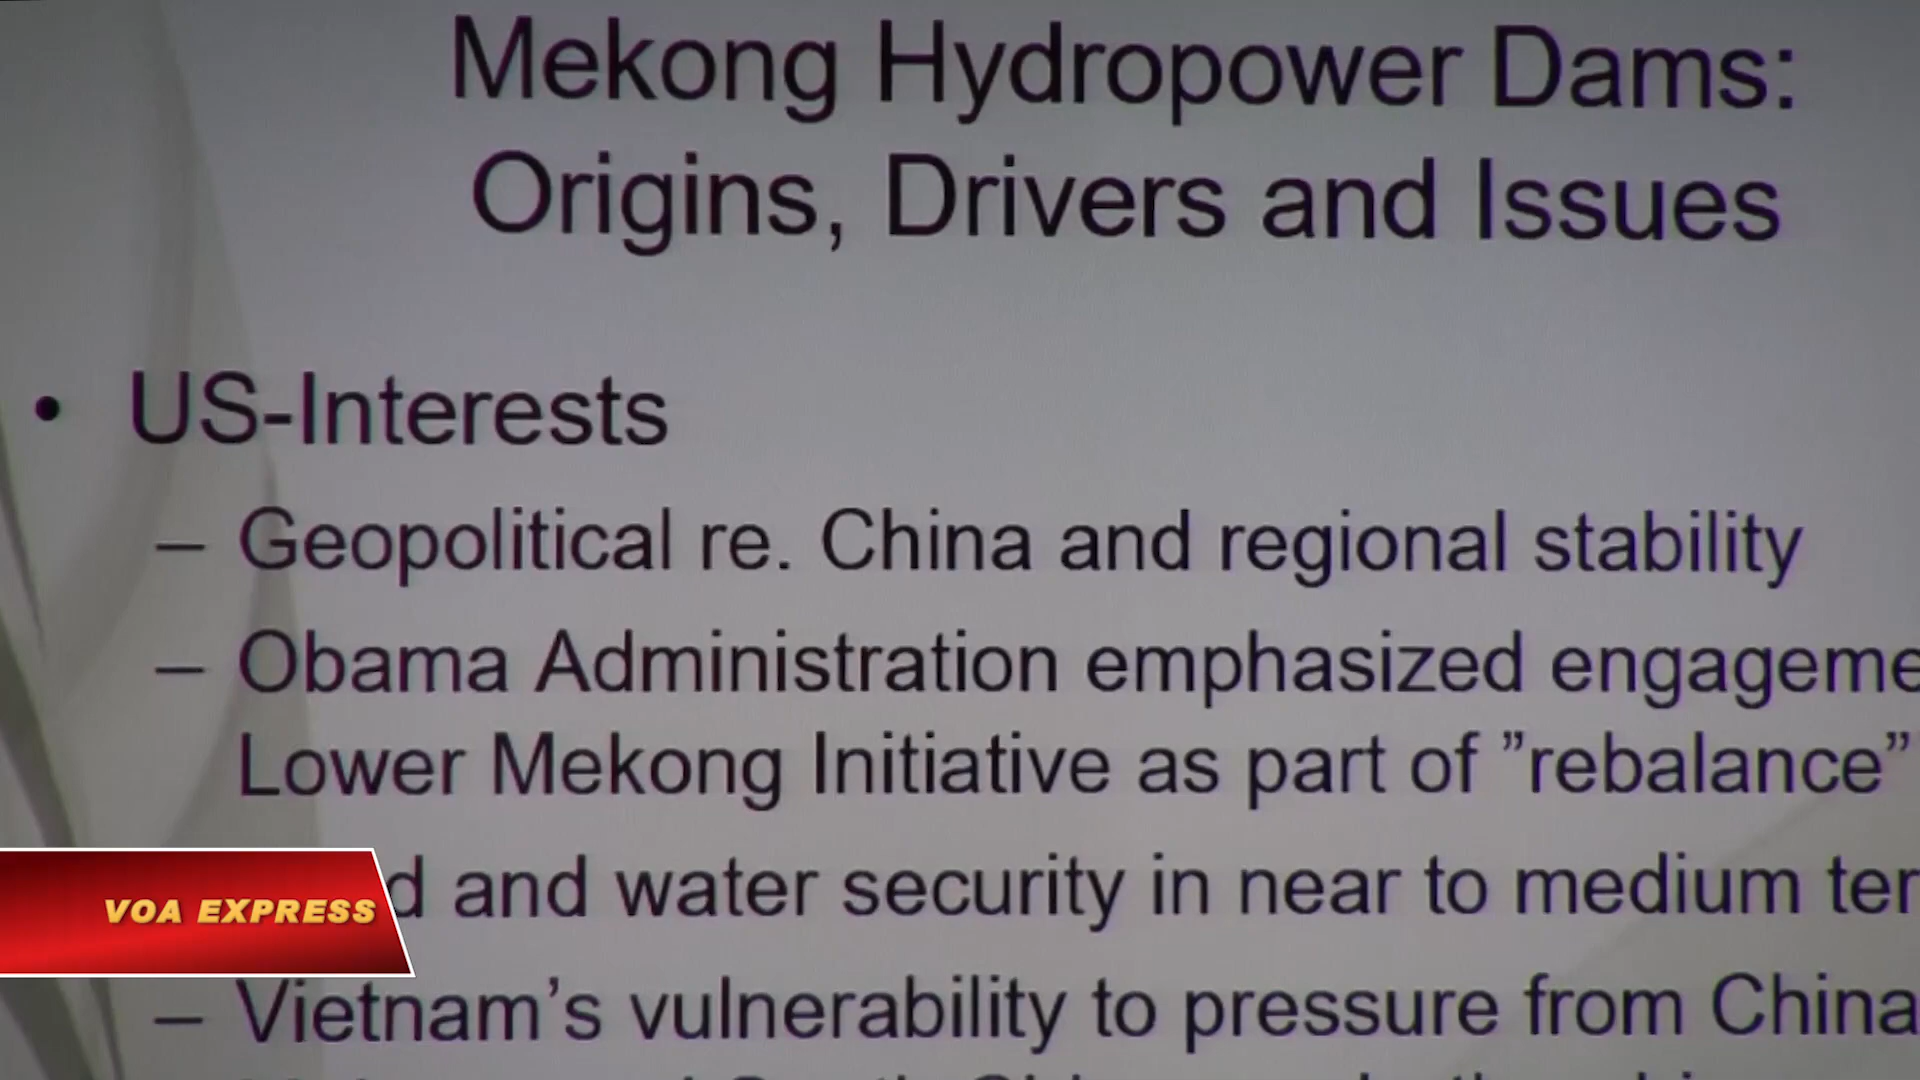 Mekong Hydropower Dams:
Origins, Drivers and Issues
• US-Interests
– Geopolitical re. China and regional stability
– Obama Administration emphasized engageme
Lower Mekong Initiative as part of ”rebalance”
d and water security in near to medium ter
– Vietnam’s vulnerability to pressure from China
VOA EXPRESS